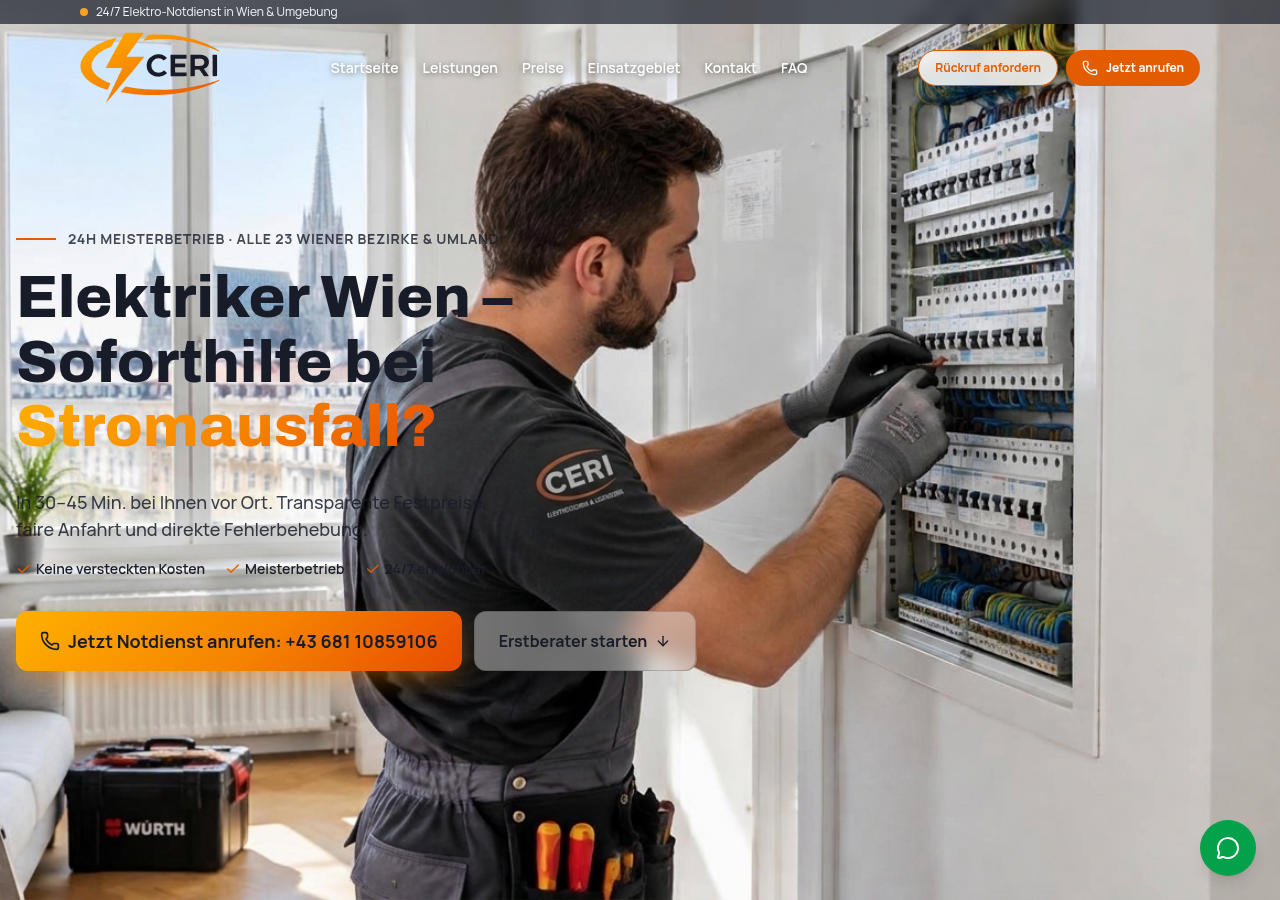 24/7 Elektro-Notdienst in Wien & Umgebung
CERI
Startseite Leistungen Preise Einsatzgebiet Kontakt FAQ
Rückruf anfordern
Jetzt anrufen
24H MEISTERBETRIEB · ALLE 23 WIENER BEZIRKE & UMLAND
Elektriker Wien –
Soforthilfe bei
Stromausfall?
In 30–45 Min. bei Ihnen vor Ort. Transparente Festpreise,
faire Anfahrt und direkte Fehlerbehebung.
Keine versteckten Kosten Meisterbetrieb 24/7
Jetzt Notdienst anrufen: +43 681 10859106
Erstberater starten
CERI
WÜRTH